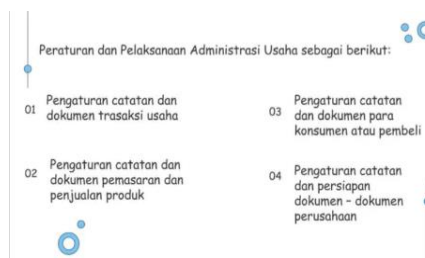 Peraturan dan Pelaksanaan Administrasi Usaha sebagai berikut:
01
Pengaturan catatan dan
dokumen trasaksi usaha
02
Pengaturan catatan dan
dokumen pemasaran dan
penjualan produk
03
Pengaturan catatan
dan dokumen para
konsumen atau pembeli
04
Pengaturan catatan
dan persiapan
dokumen - dokumen
perusahaan